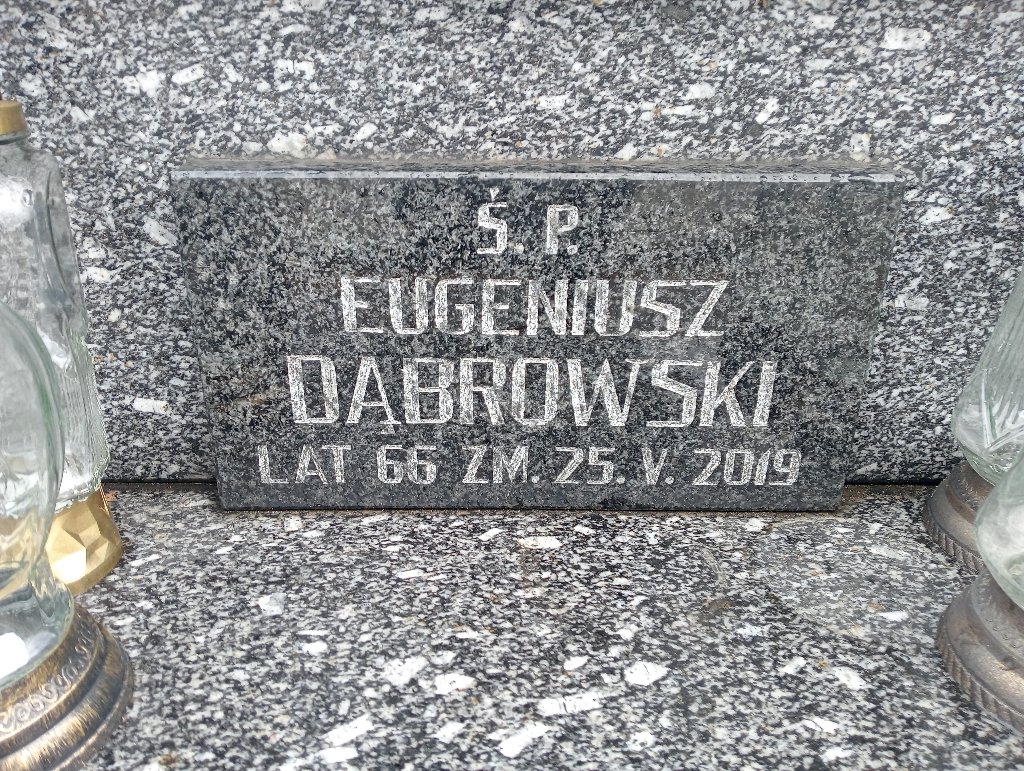 Ś. P.
EUGENIUSZ
DĄBROWSKI
LAT 66 ZM. 25. V. 2019